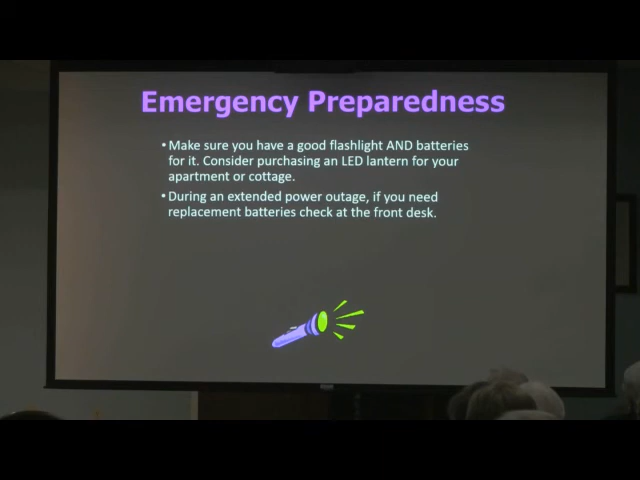 Emergency Preparedness
• Make sure you have a good flashlight AND batteries
for it. Consider purchasing an LED lantern for your
apartment or cottage.
• During an extended power outage, if you need
replacement batteries check at the front desk.